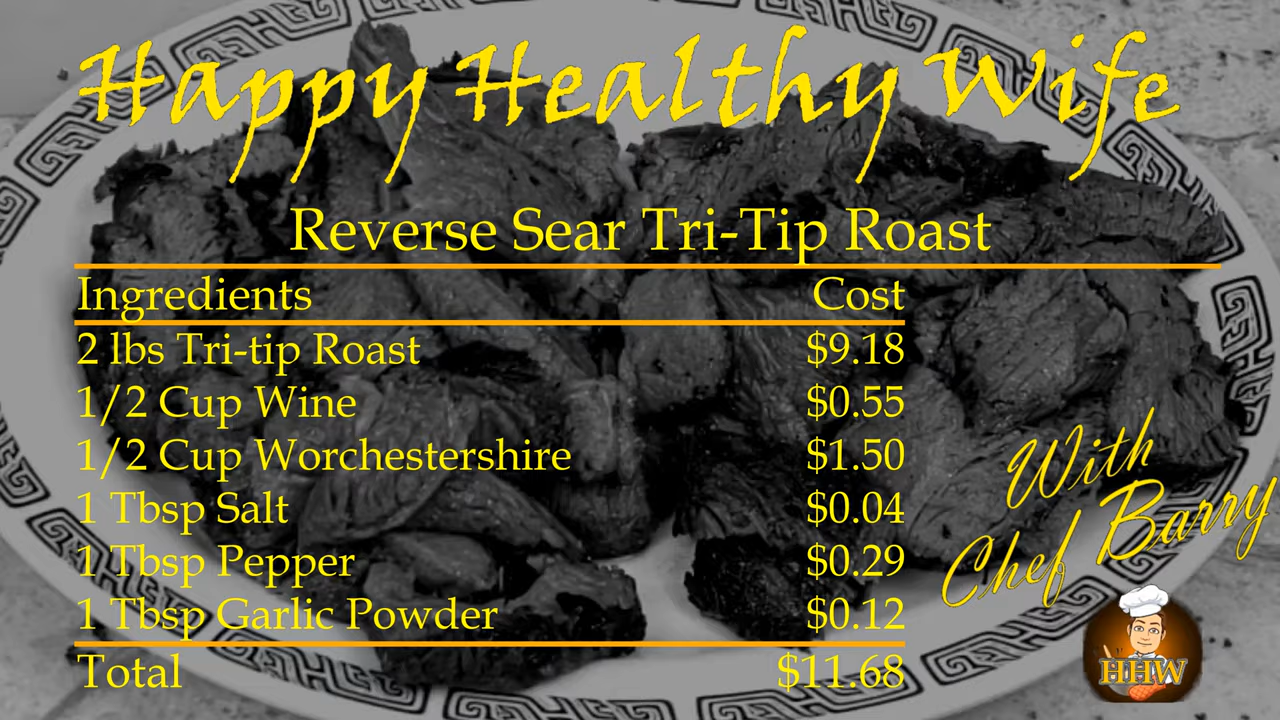 Happy Healthy Wife
Reverse Sear Tri-Tip Roast
Ingredients Cost
2 lbs Tri-tip Roast $9.18
1/2 Cup Wine $0.55
1/2 Cup Worchestershire $1.50
1 Tbsp Salt $0.04
1 Tbsp Pepper $0.29
1 Tbsp Garlic Powder $0.12
Total $11.68
With
Chef Barry
HHW